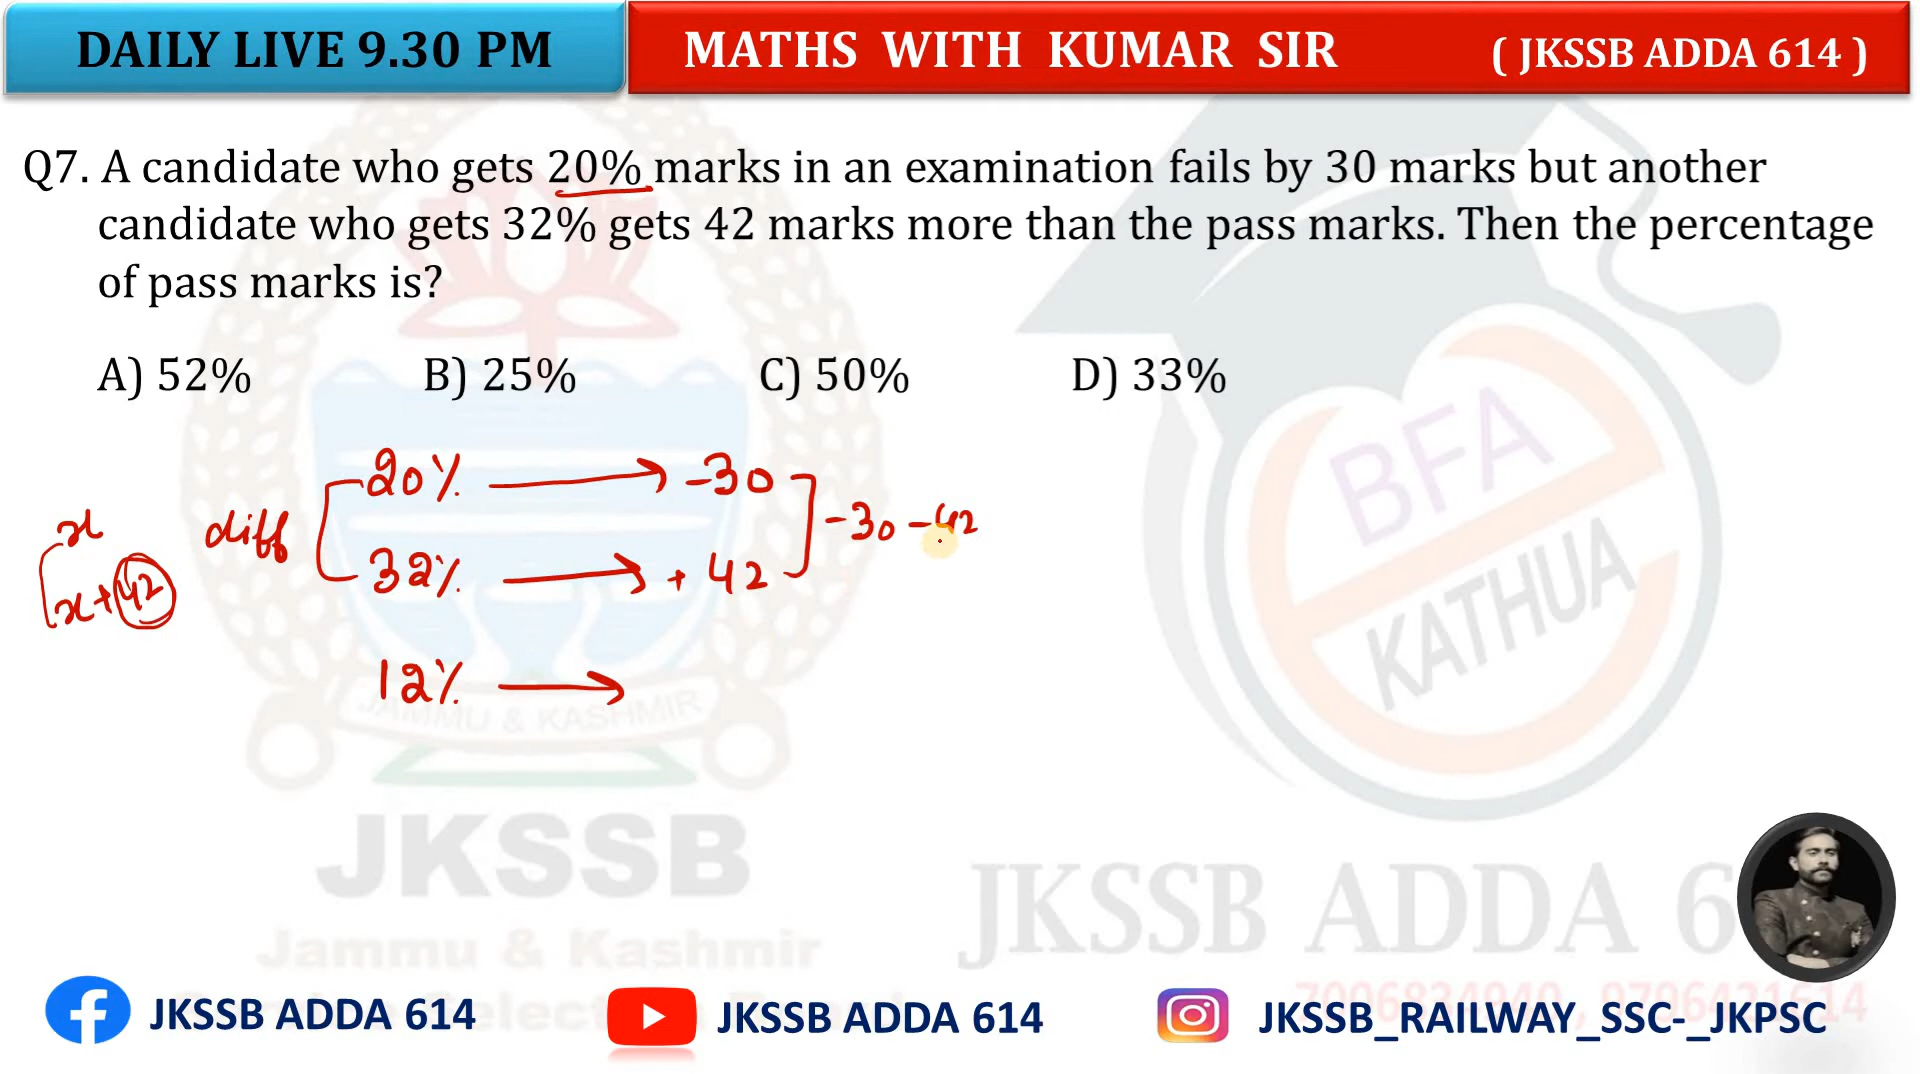 DAILY LIVE 9.30 PM
MATHS WITH KUMAR SIR ( JKSSB ADDA 614 )
Q7. A candidate who gets 20% marks in an examination fails by 30 marks but another
candidate who gets 32% gets 42 marks more than the pass marks. Then the percentage
of pass marks is?
A) 52% B) 25% C) 50% D) 33%
20% → -30
x diff -30 -42
x+42 32% → +42
12% →
BFA
KATHUA
JAMMU & KASHMIR
JKSSB
Jammu & Kashmir
JKSSB ADDA 6
JKSSB ADDA 614 JKSSB ADDA 614 JKSSB_RAILWAY_SSC-_JKPSC